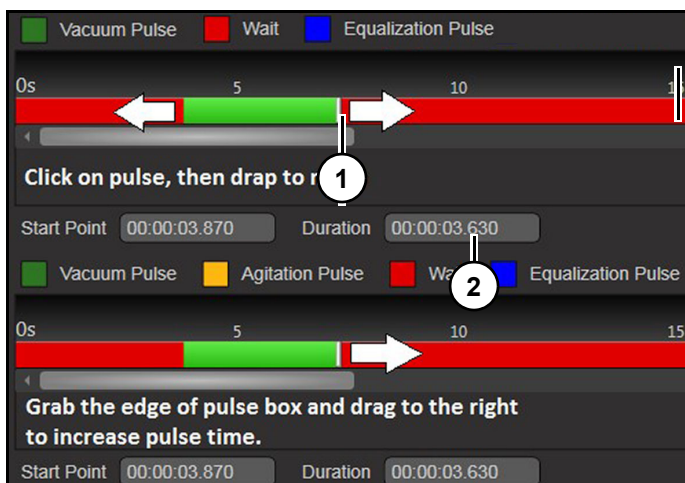 Vacuum Pulse Wait Equalization Pulse
0s 5 10 15
Click on pulse, then drap to
1
Start Point 00:00:03.870 Duration 00:00:03.630
Vacuum Pulse Agitation Pulse Equalization Pulse
2
0s 5 10 15
Grab the edge of pulse box and drag to the right
to increase pulse time.
Start Point 00:00:03.870 Duration 00:00:03.630